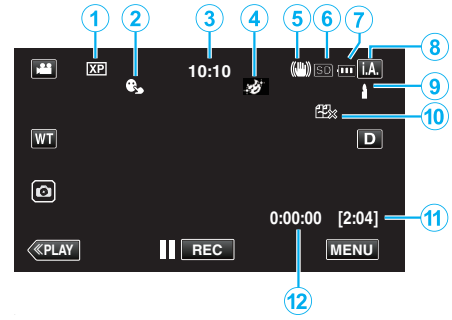 1 2 3 4 5 6 7
XP 10:10 SD I.A. 8
9
10
WT D
0:00:00 [2:04] 11
≪PLAY REC MENU
12